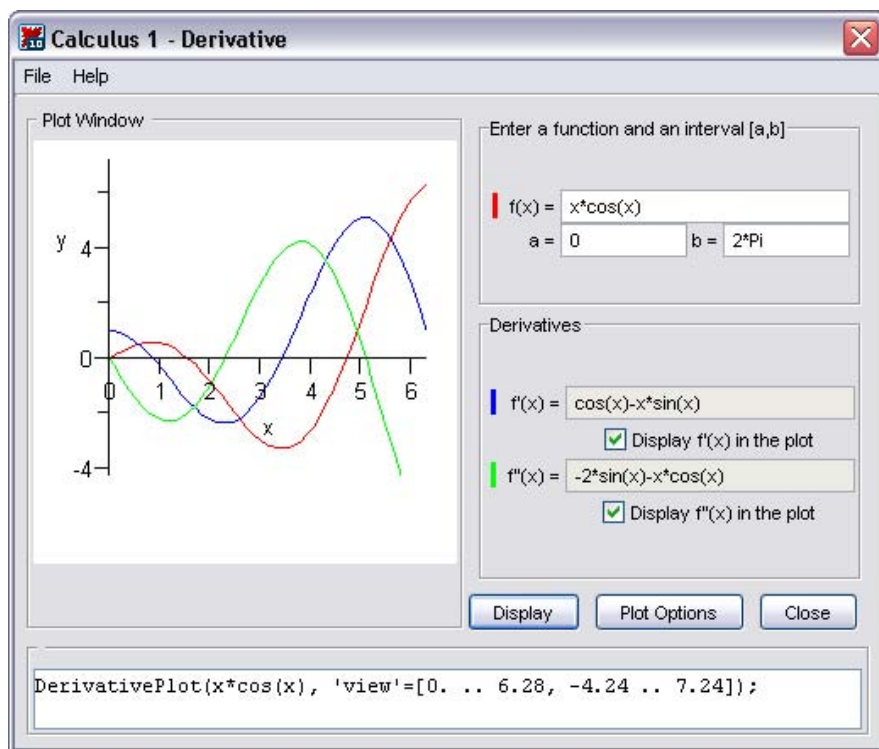 Calculus 1 - Derivative
File Help
Plot Window
y
4
0
-4
0 1 2 3 4 5 6
x
Enter a function and an interval [a,b]
f(x) = x*cos(x)
a = 0 b = 2*Pi
Derivatives
f'(x) = cos(x)-x*sin(x)
Display f'(x) in the plot
f''(x) = -2*sin(x)-x*cos(x)
Display f''(x) in the plot
Display Plot Options Close
DerivativePlot(x*cos(x), 'view'=[0. .. 6.28, -4.24 .. 7.24]);